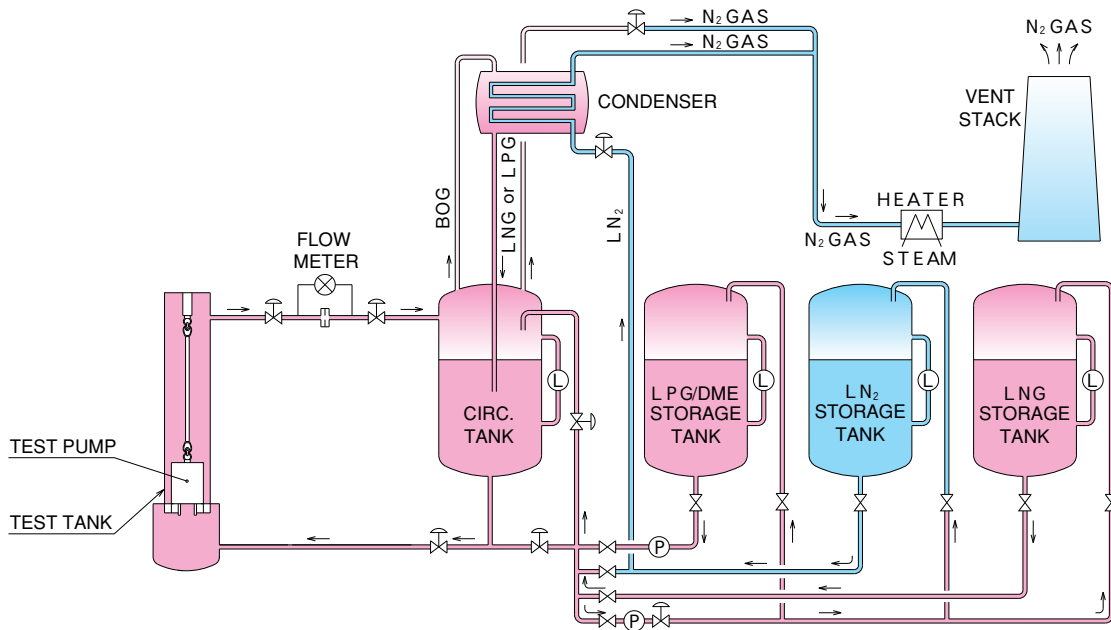 N₂ GAS
N₂ GAS
N₂ GAS
CONDENSER
VENT
STACK
BOG
LNG or LPG
LN₂
HEATER
N₂ GAS
STEAM
FLOW
METER
L
L
L
L
CIRC.
TANK
LPG/DME
STORAGE
TANK
LN₂
STORAGE
TANK
LNG
STORAGE
TANK
TEST PUMP
TEST TANK
P
P